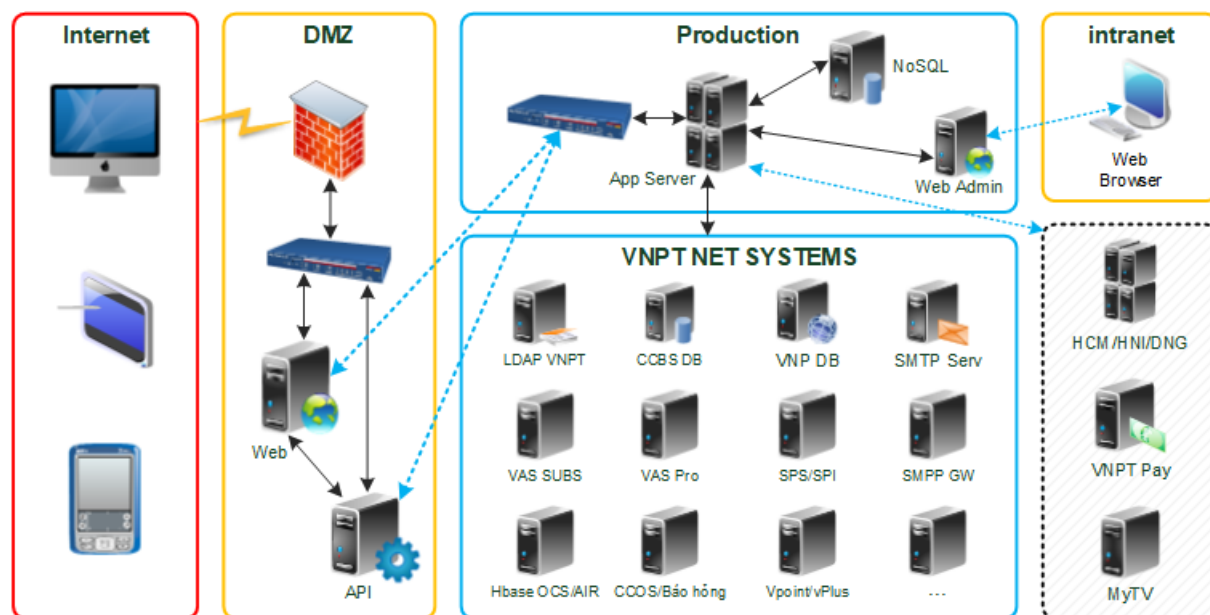 Internet
DMZ
Production
intranet
NoSQL
App Server
Web Admin
Web
Browser
VNPT NET SYSTEMS
LDAP VNPT
CCBS DB
VNP DB
SMTP Serv
HCM/HNI/DNG
Web
VAS SUBS
VAS Pro
SPS/SPI
SMPP GW
VNPT Pay
API
Hbase OCS/AIR
CCOS/Báo hỏng
Vpoint/vPlus
---
MyTV